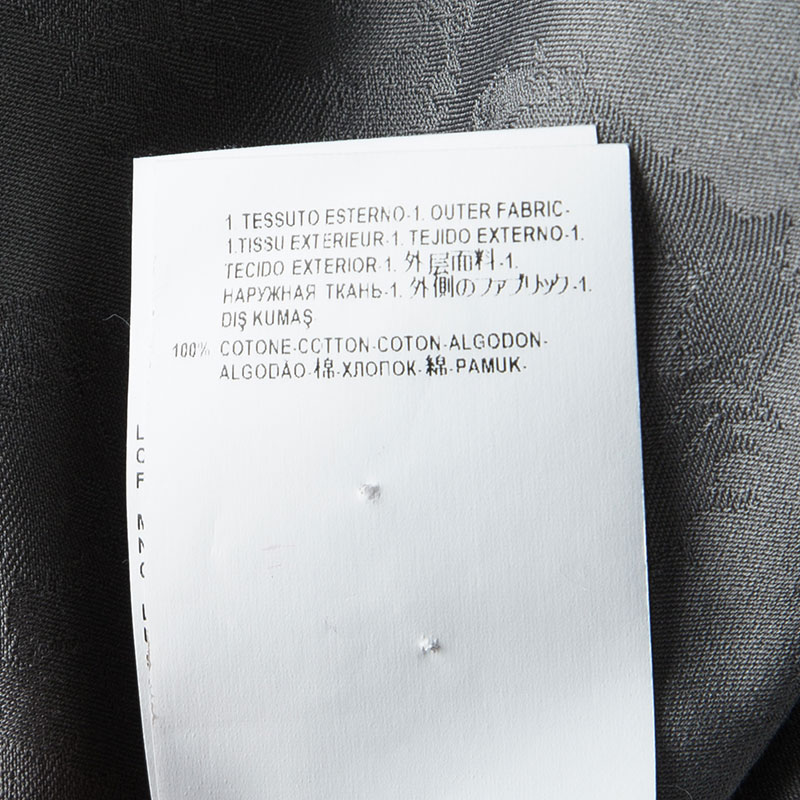 1. TESSUTO ESTERNO-1. OUTER FABRIC-
1.TISSU EXTERIEUR-1. TEJIDO EXTERNO-1.
TECIDO EXTERIOR-1. 外层面料-1.
НАРУЖНАЯ ТКАНЬ-1. 外側のファブリック-1.
DIŞ KUMAŞ
100% COTONE-COTTON-COTON-ALGODON-
ALGODÃO-棉-ХЛОПОК-綿-PAMUK-